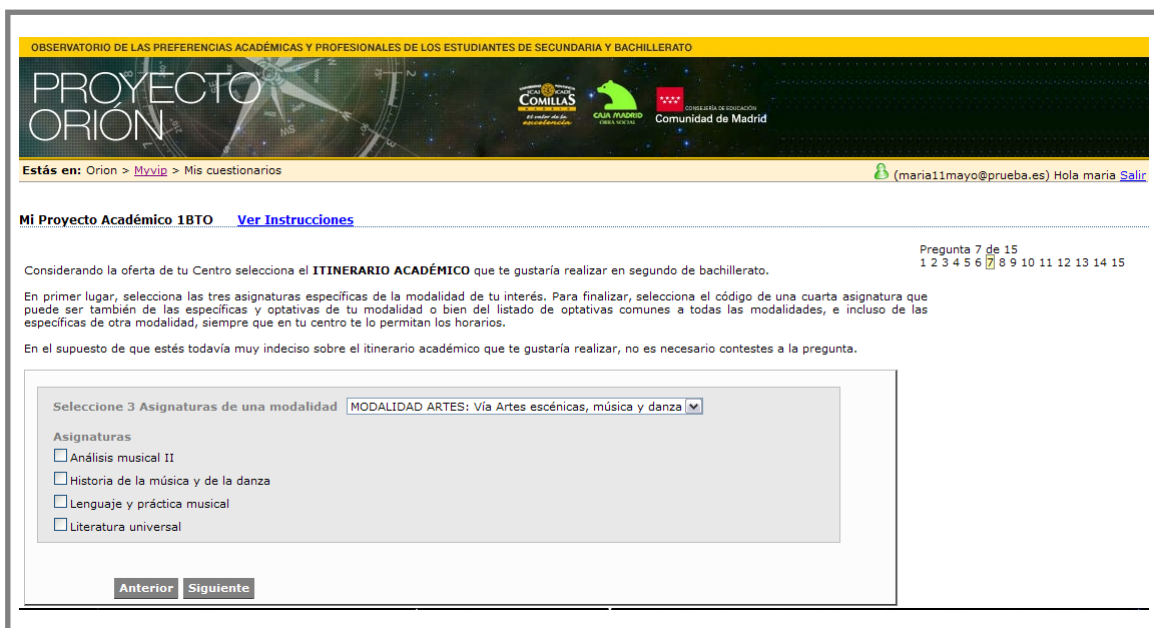 OBSERVATORIO DE LAS PREFERENCIAS ACADÉMICAS Y PROFESIONALES DE LOS ESTUDIANTES DE SECUNDARIA Y BACHILLERATO
PROYECTO
ORIÓN
COMILLAS
El valor de la
excelencia
CAJA MADRID
OBRA SOCIAL
CONSEJERÍA DE EDUCACIÓN
Comunidad de Madrid
Estás en: Orion > Myvip > Mis cuestionarios
(maria11mayo@prueba.es) Hola maria Salir
Mi Proyecto Académico 1BTO Ver Instrucciones
Pregunta 7 de 15
1 2 3 4 5 6 7 8 9 10 11 12 13 14 15
Considerando la oferta de tu Centro selecciona el ITINERARIO ACADÉMICO que te gustaría realizar en segundo de bachillerato.
En primer lugar, selecciona las tres asignaturas específicas de la modalidad de tu interés. Para finalizar, selecciona el código de una cuarta asignatura que
puede ser también de las específicas y optativas de tu modalidad o bien del listado de optativas comunes a todas las modalidades, e incluso de las
específicas de otra modalidad, siempre que en tu centro te lo permitan los horarios.
En el supuesto de que estés todavía muy indeciso sobre el itinerario académico que te gustaría realizar, no es necesario contestes a la pregunta.
Seleccione 3 Asignaturas de una modalidad MODALIDAD ARTES: Vía Artes escénicas, música y danza
Asignaturas
Análisis musical II
Historia de la música y de la danza
Lenguaje y práctica musical
Literatura universal
Anterior Siguiente